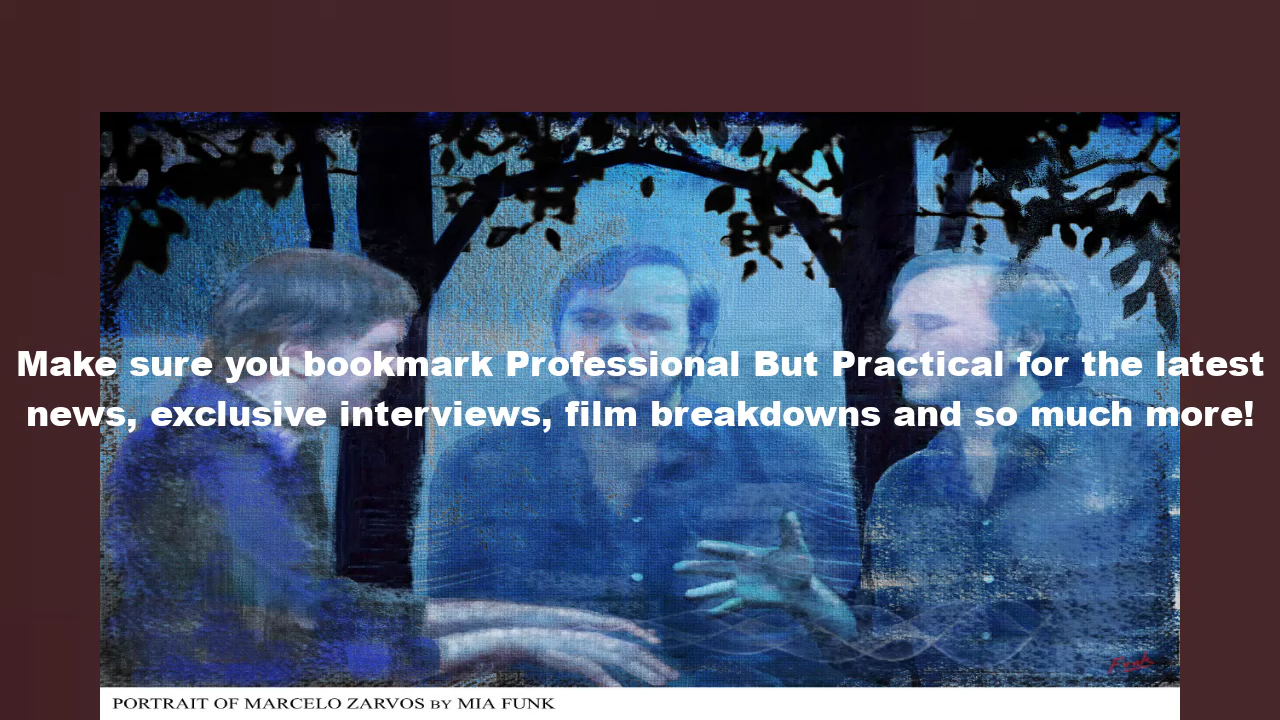 Make sure you bookmark Professional But Practical for the latest
news, exclusive interviews, film breakdowns and so much more!
Funk
PORTRAIT OF MARCELO ZARVOS BY MIA FUNK